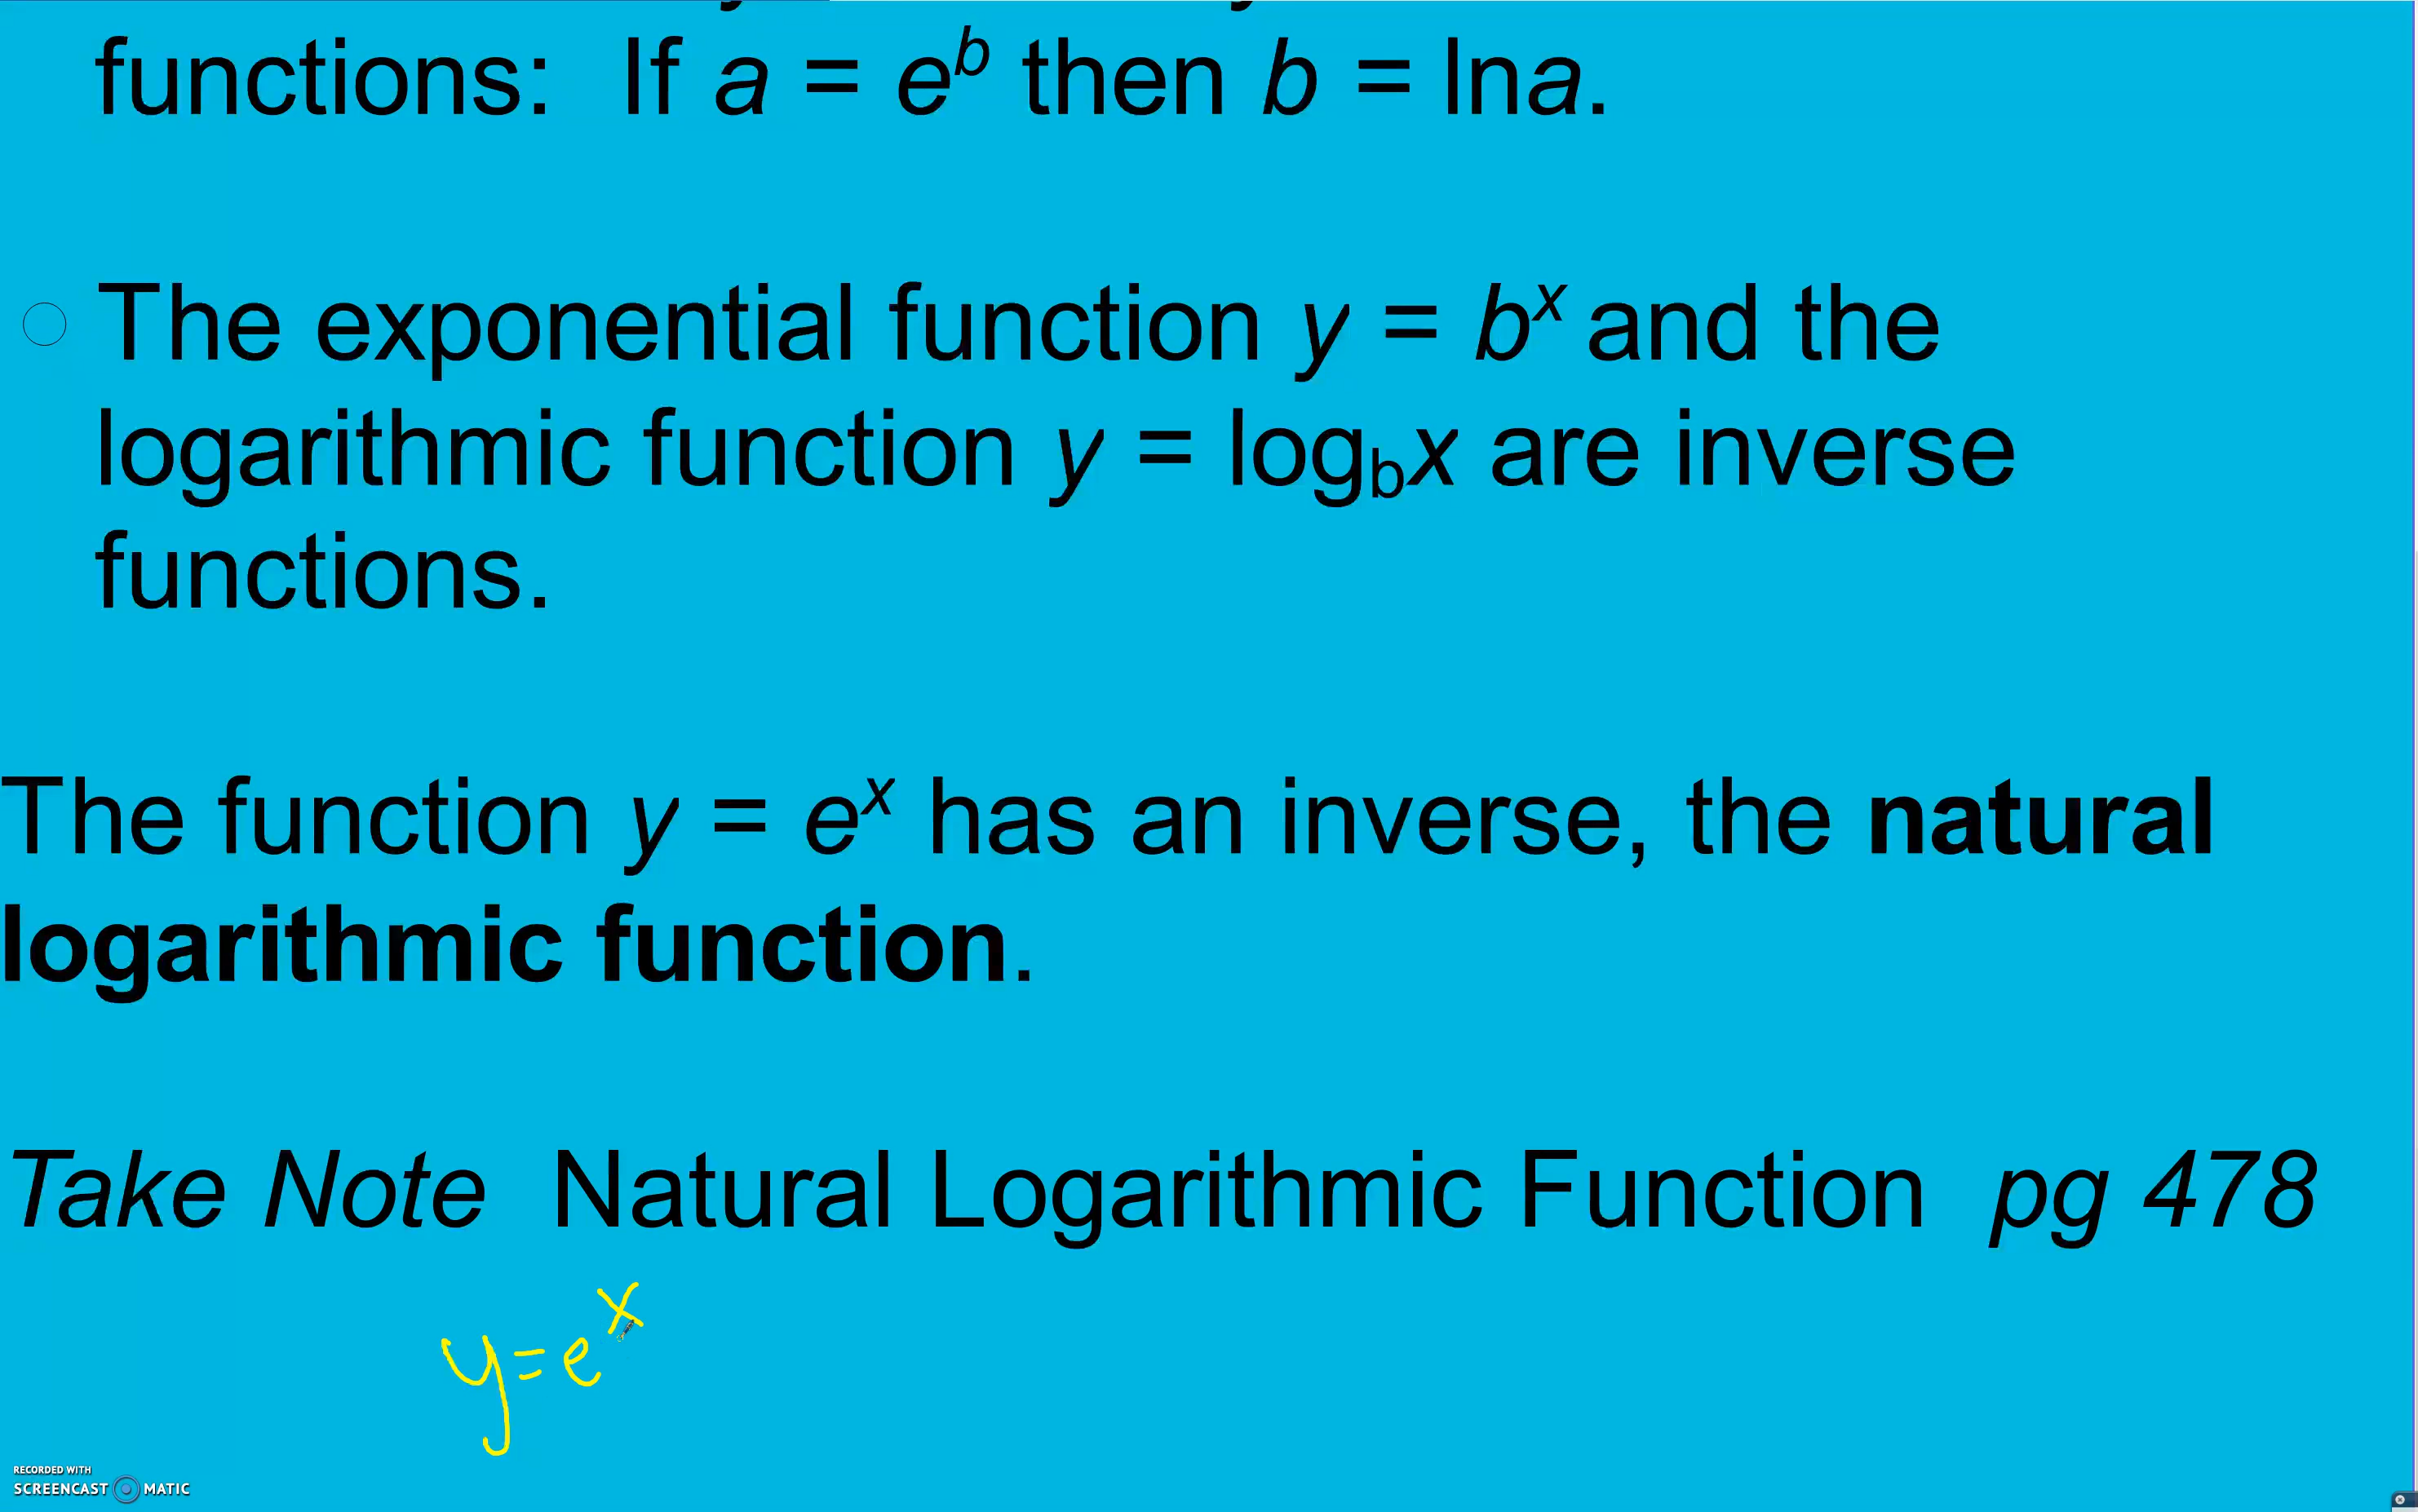 functions: If a = e^b then b = lna.
The exponential function y = b^x and the
logarithmic function y = log_b x are inverse
functions.
The function y = e^x has an inverse, the natural
logarithmic function.
Take Note Natural Logarithmic Function pg 478
y=e^x
RECORDED WITH
SCREENCAST MATIC